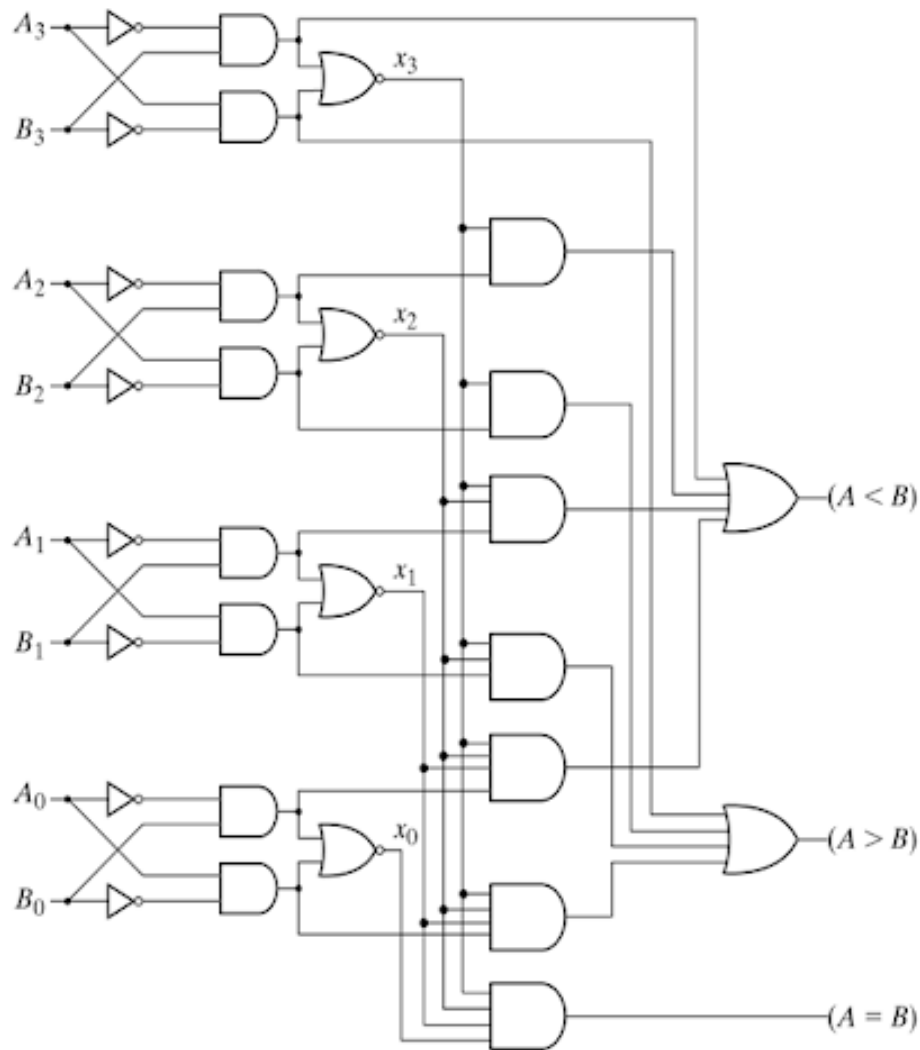 A₃
x₃
B₃
A₂
x₂
B₂
(A < B)
A₁
x₁
B₁
A₀
x₀
(A > B)
B₀
(A = B)